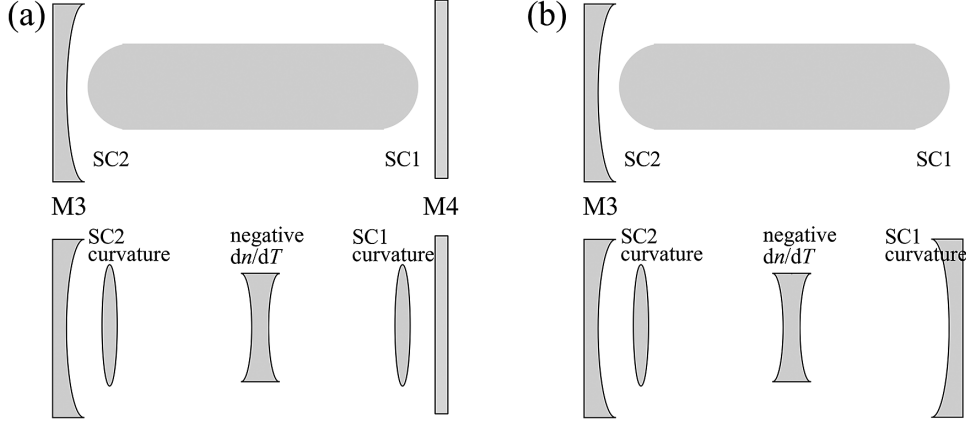 (a)
SC2
SC1
M3
M4
SC2
curvature
negative
dn/dT
SC1
curvature
(b)
SC2
SC1
M3
SC2
curvature
negative
dn/dT
SC1
curvature